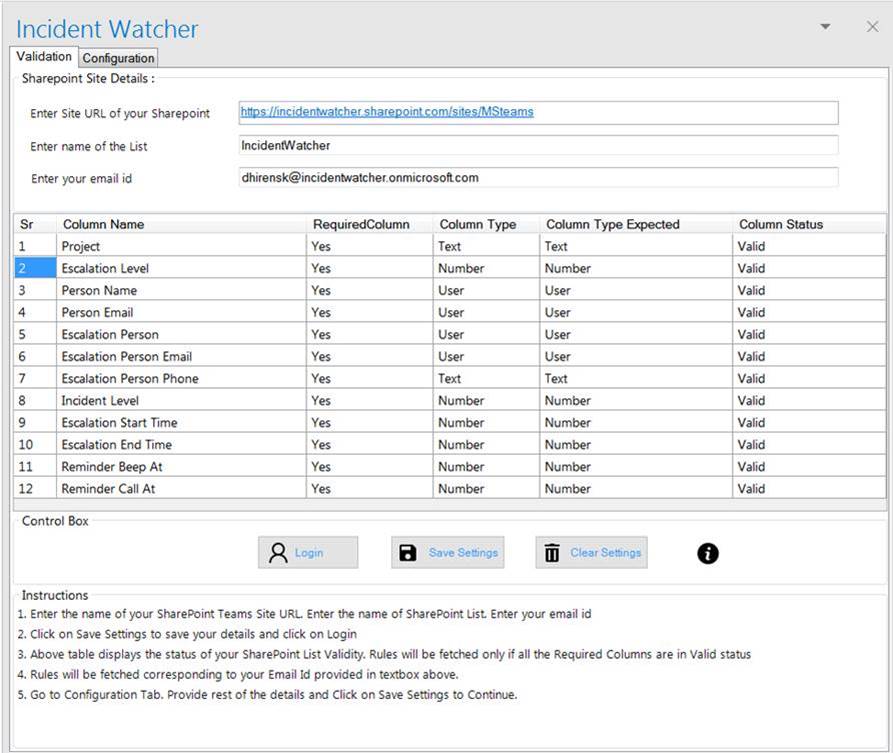 Incident Watcher
Validation Configuration
Sharepoint Site Details :
Enter Site URL of your Sharepoint https://incidentwatcher.sharepoint.com/sites/MSteams
Enter name of the List IncidentWatcher
Enter your email id dhirensk@incidentwatcher.onmicrosoft.com
Sr Column Name RequiredColumn Column Type Column Type Expected Column Status
1 Project Yes Text Text Valid
2 Escalation Level Yes Number Number Valid
3 Person Name Yes User User Valid
4 Person Email Yes User User Valid
5 Escalation Person Yes User User Valid
6 Escalation Person Email Yes User User Valid
7 Escalation Person Phone Yes Text Text Valid
8 Incident Level Yes Number Number Valid
9 Escalation Start Time Yes Number Number Valid
10 Escalation End Time Yes Number Number Valid
11 Reminder Beep At Yes Number Number Valid
12 Reminder Call At Yes Number Number Valid
Control Box
Login Save Settings Clear Settings
Instructions
1. Enter the name of your SharePoint Teams Site URL. Enter the name of SharePoint List. Enter your email id
2. Click on Save Settings to save your details and click on Login
3. Above table displays the status of your SharePoint List Validity. Rules will be fetched only if all the Required Columns are in Valid status
4. Rules will be fetched corresponding to your Email Id provided in textbox above.
5. Go to Configuration Tab. Provide rest of the details and Click on Save Settings to Continue.